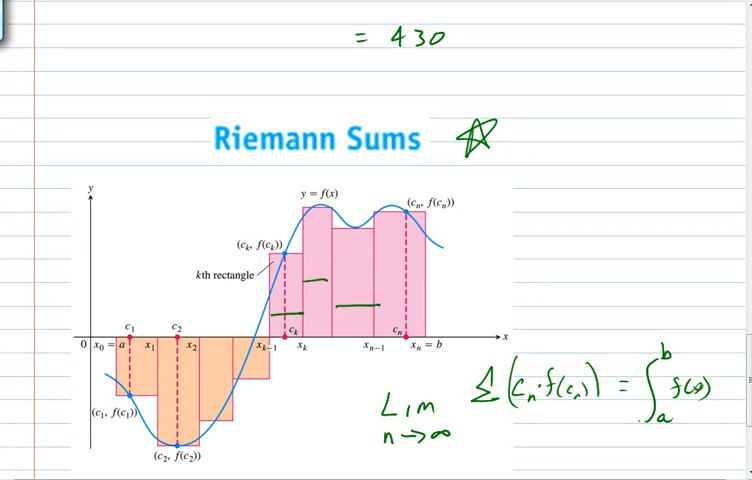 = 430
Riemann Sums
y
y = f(x)
(cₙ, f(cₙ))
(cₖ, f(cₖ))
kth rectangle
c₁ c₂ cₖ cₙ x
0 x₀ = a x₁ x₂ xₖ₋₁ xₖ xₙ₋₁ xₙ = b
(c₁, f(c₁))
(c₂, f(c₂))
Lim n→∞ Σ(cₙ·f(cₙ)) = ∫ₐᵇ f(x)